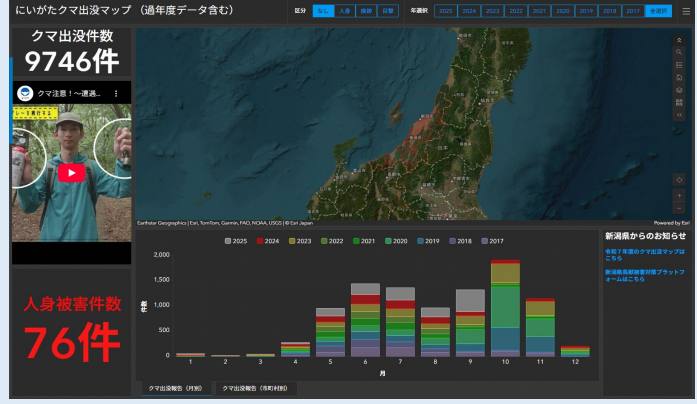 にいがたクマ出没マップ（過年度データ含む）
区分 なし 人身 痕跡 目撃 年選択 2025 2024 2023 2022 2021 2020 2019 2018 2017 全選択
クマ出没件数
9746件
クマ注意！～遭遇…
Earthstar Geographics | Esri, TomTom, Garmin, FAO, NOAA, USGS | © Esri Japan
Powered by Esri
人身被害件数
76件
2025 2024 2023 2022 2021 2020 2019 2018 2017
件数
2,000
1,500
1,000
500
0
1 2 3 4 5 6 7 8 9 10 11 12
月
クマ出没報告（月別） クマ出没報告（市町村別）
新潟県からのお知らせ
令和７年度のクマ出没マップは
こちら
新潟県鳥獣被害対策プラットフ
ォームはこちら